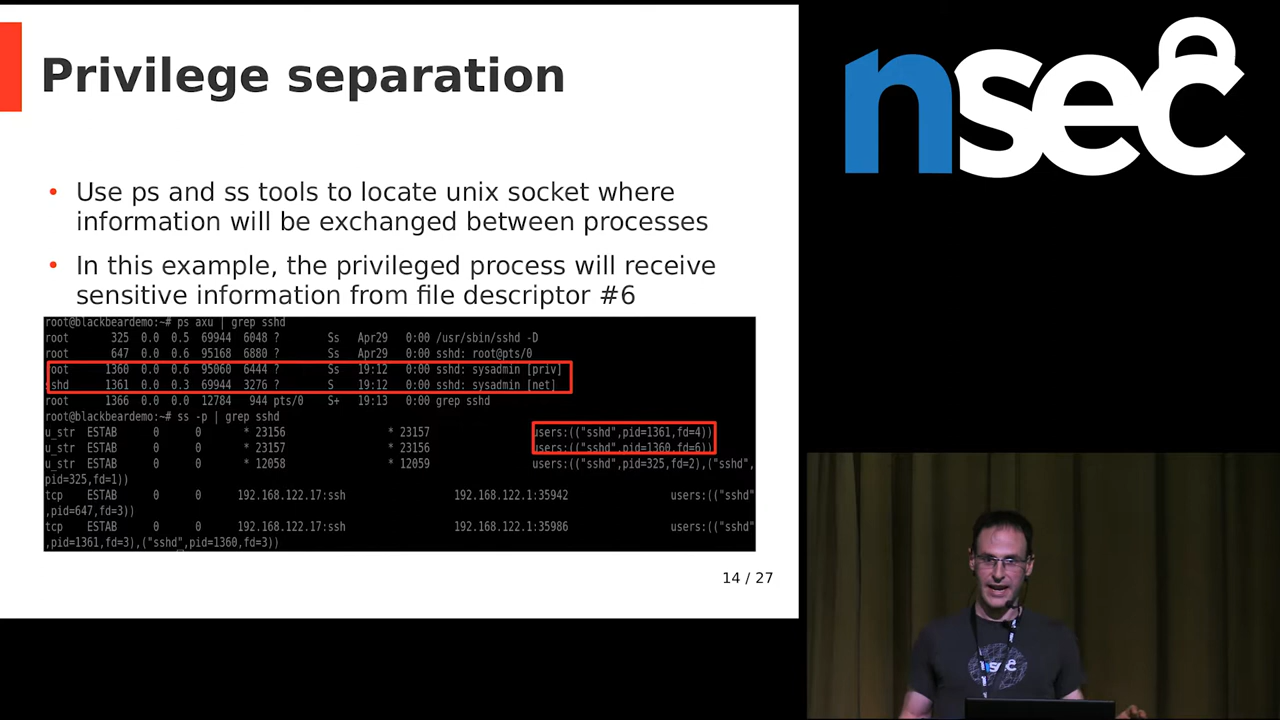 Privilege separation
nsec
• Use ps and ss tools to locate unix socket where
information will be exchanged between processes
• In this example, the privileged process will receive
sensitive information from file descriptor #6
root@blackbeardemo:~# ps axu | grep sshd
root 325 0.0 0.5 69944 6048 ? Ss Apr29 0:00 /usr/sbin/sshd -D
root 647 0.0 0.6 95168 6880 ? Ss Apr29 0:00 sshd: root@pts/0
root 1360 0.0 0.6 95060 6444 ? Ss 19:12 0:00 sshd: sysadmin [priv]
sshd 1361 0.0 0.3 69944 3276 ? S 19:12 0:00 sshd: sysadmin [net]
root 1366 0.0 0.0 12784 944 pts/0 S+ 19:13 0:00 grep sshd
root@blackbeardemo:~# ss -p | grep sshd
u_str ESTAB 0 0 * 23156 * 23157 users:(("sshd",pid=1361,fd=4))
u_str ESTAB 0 0 * 23157 * 23156 users:(("sshd",pid=1360,fd=6))
u_str ESTAB 0 0 * 12058 * 12059 users:(("sshd",pid=325,fd=2),("sshd",
pid=325,fd=1))
tcp ESTAB 0 0 192.168.122.17:ssh 192.168.122.1:35942 users:(("sshd"
,pid=647,fd=3))
tcp ESTAB 0 0 192.168.122.17:ssh 192.168.122.1:35986 users:(("sshd"
,pid=1361,fd=3),("sshd",pid=1360,fd=3))
14 / 27
nsec